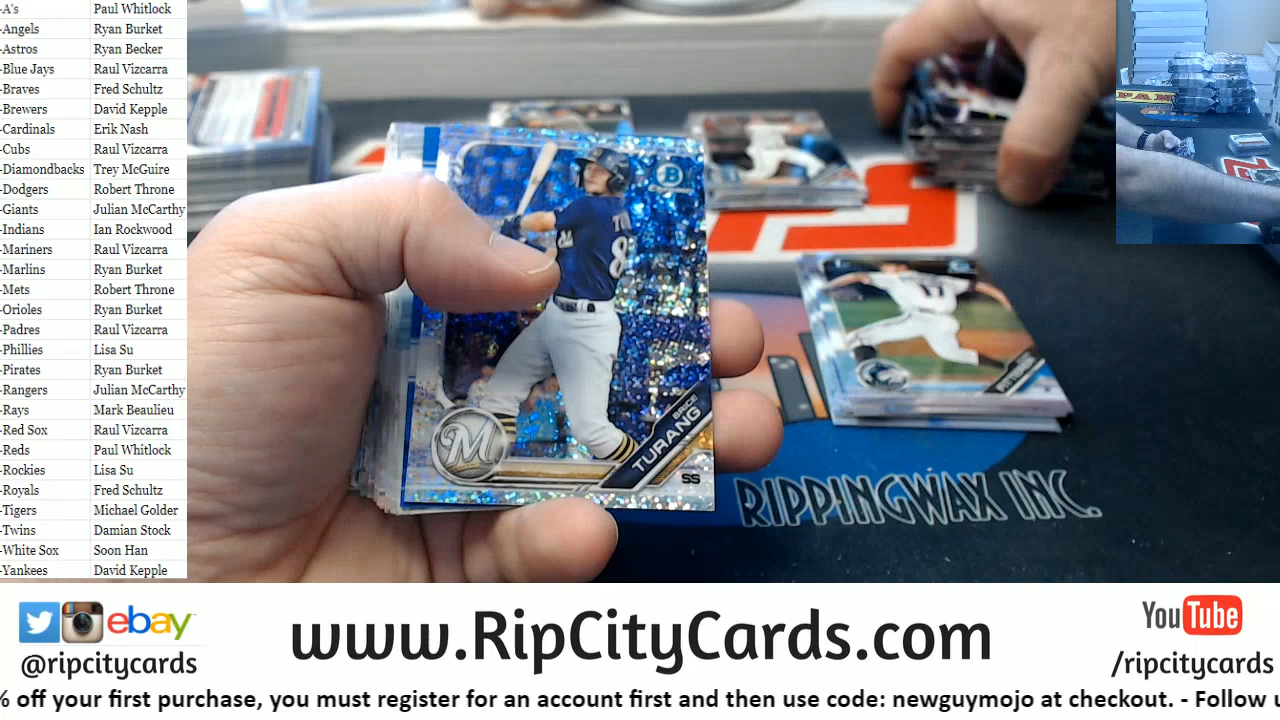 -A's Paul Whitlock
-Angels Ryan Burket
-Astros Ryan Becker
-Blue Jays Raul Vizcarra
-Braves Fred Schultz
-Brewers David Kepple
-Cardinals Erik Nash
-Cubs Raul Vizcarra
-Diamondbacks Trey McGuire
-Dodgers Robert Throne
-Giants Julian McCarthy
-Indians Ian Rockwood
-Mariners Raul Vizcarra
-Marlins Ryan Burket
-Mets Robert Throne
-Orioles Ryan Burket
-Padres Raul Vizcarra
-Phillies Lisa Su
-Pirates Ryan Burket
-Rangers Julian McCarthy
-Rays Mark Beaulieu
-Red Sox Raul Vizcarra
-Reds Paul Whitlock
-Rockies Lisa Su
-Royals Fred Schultz
-Tigers Michael Golder
-Twins Damian Stock
-White Sox Soon Han
-Yankees David Kepple
B
8
M
BRICE
TURANG
SS
17
RIPPINGWAX INC.
ebay
@ripcitycards
www.RipCityCards.com
YouTube
/ripcitycards
% off your first purchase, you must register for an account first and then use code: newguymojo at checkout. - Follow u